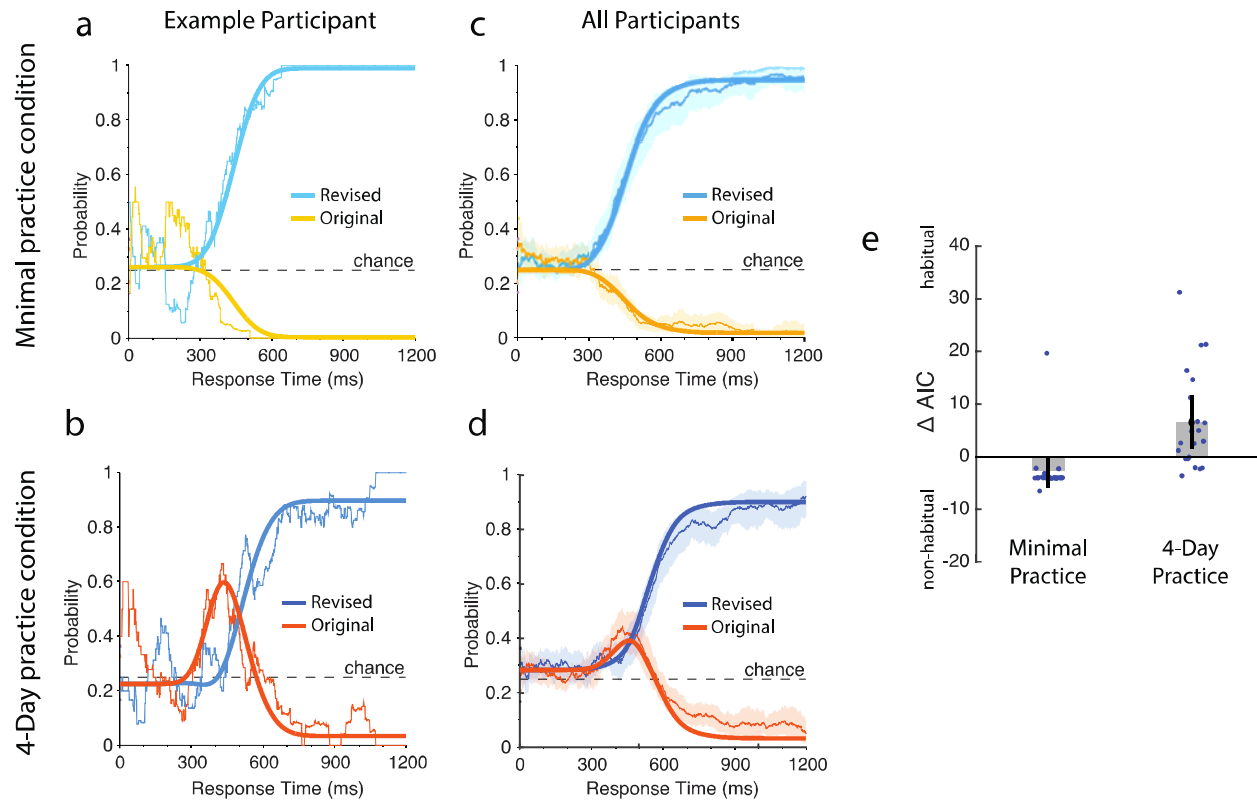 a
Example Participant
c
All Participants
Mnlimal practice condition
Probability
1
0.8
0.6
0.4
0.2
0
Revised
Original
chance
0
300
600
900
1200
Response Time (ms)
Probability
1
0.8
0.6
0.4
0.2
0
Revised
Original
chance
0
300
600
900
1200
Response Time (ms)
b
d
4-Day practice condition
Probability
1
0.8
0.6
0.4
0.2
0
Revised
Original
chance
0
300
600
900
1200
Response Time (ms)
Probability
1
0.8
0.6
0.4
0.2
0
Revised
Original
chance
0
300
600
900
1200
Response Time (ms)
e
habitual
Δ AIC
non-habitual
40
30
20
10
0
-10
-20
Minimal
Practice
4-Day
Practice